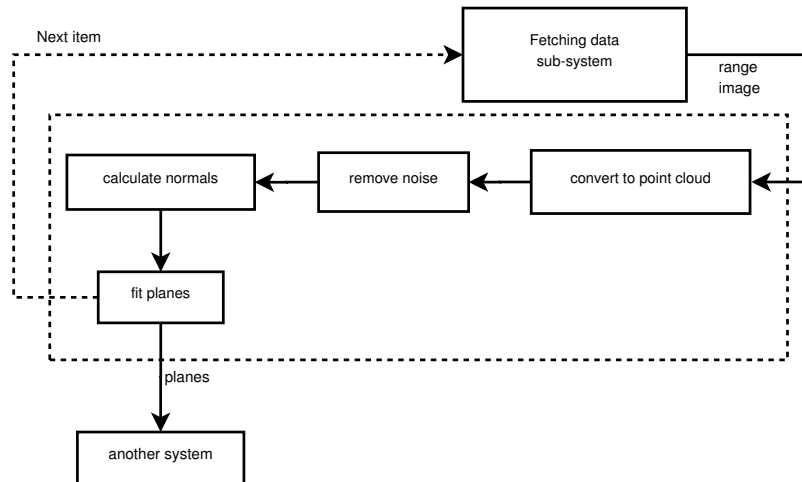 Next item
Fetching data
sub-system
range
image
calculate normals
remove noise
convert to point cloud
fit planes
planes
another system